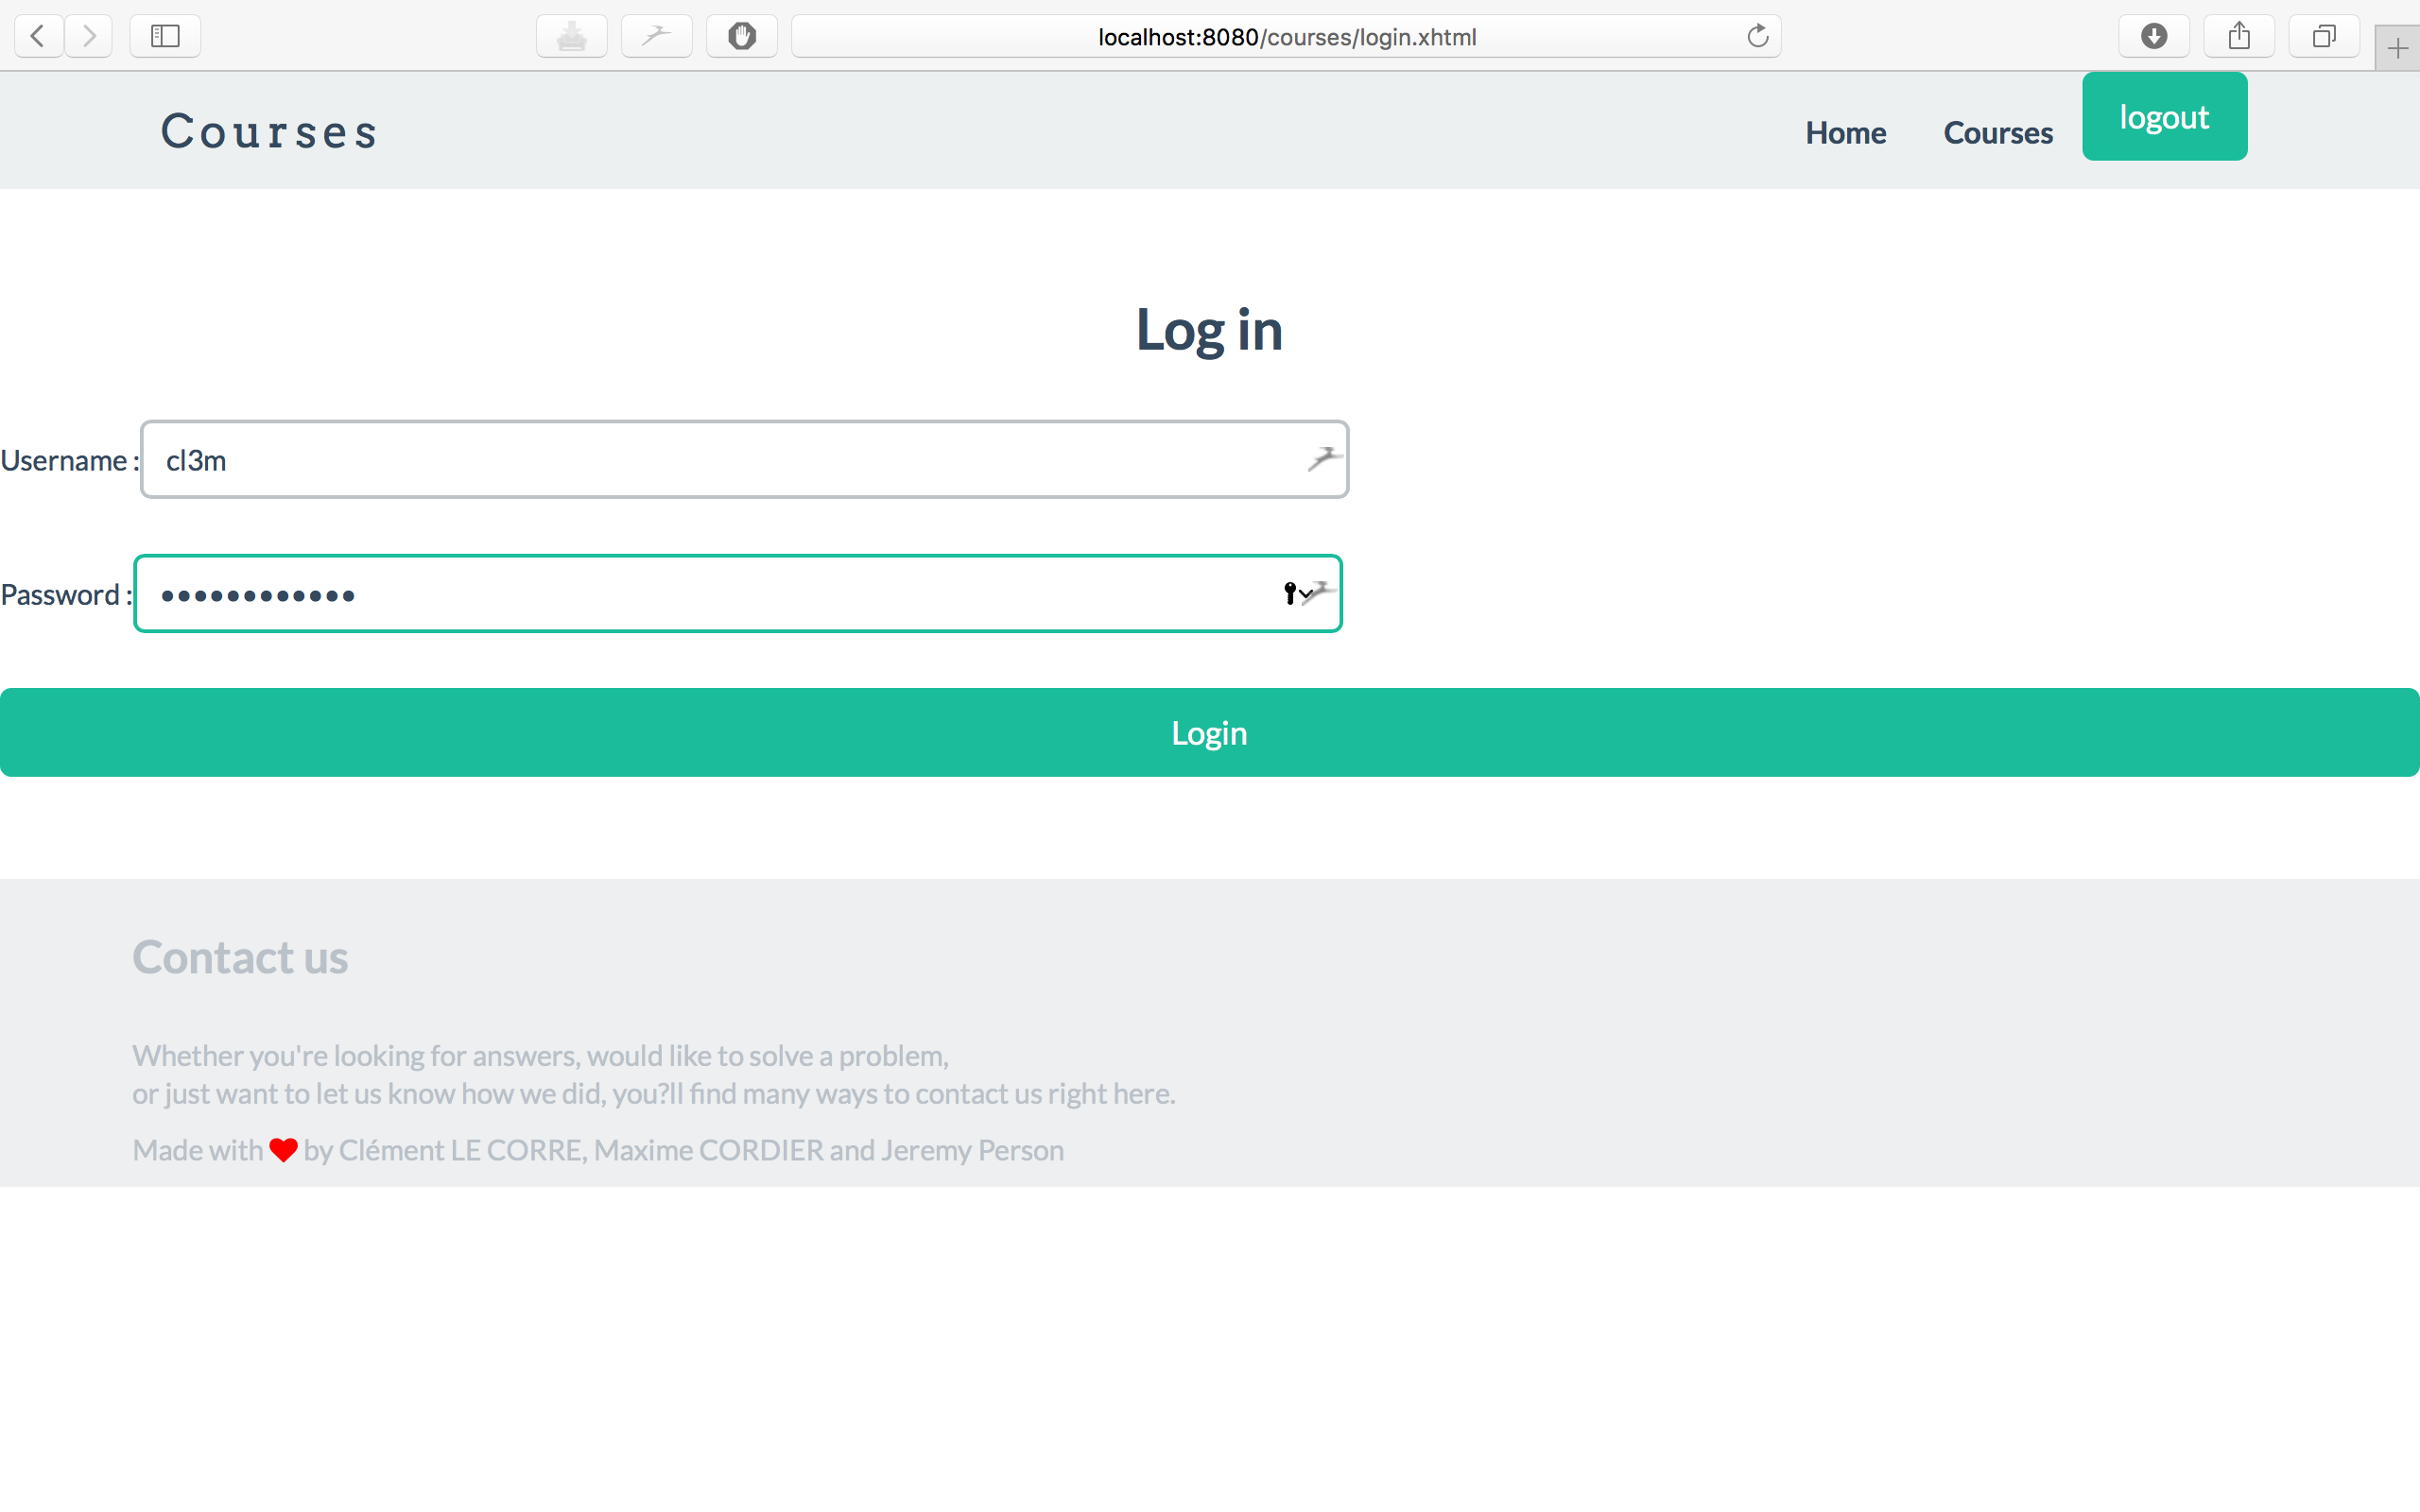 localhost:8080/courses/login.xhtml
Courses
Home
Courses
logout
Log in
Username :
cl3m
Password :
••••••••••••
Login
Contact us
Whether you're looking for answers, would like to solve a problem,
or just want to let us know how we did, you?ll find many ways to contact us right here.
Made with ❤ by Clément LE CORRE, Maxime CORDIER and Jeremy Person